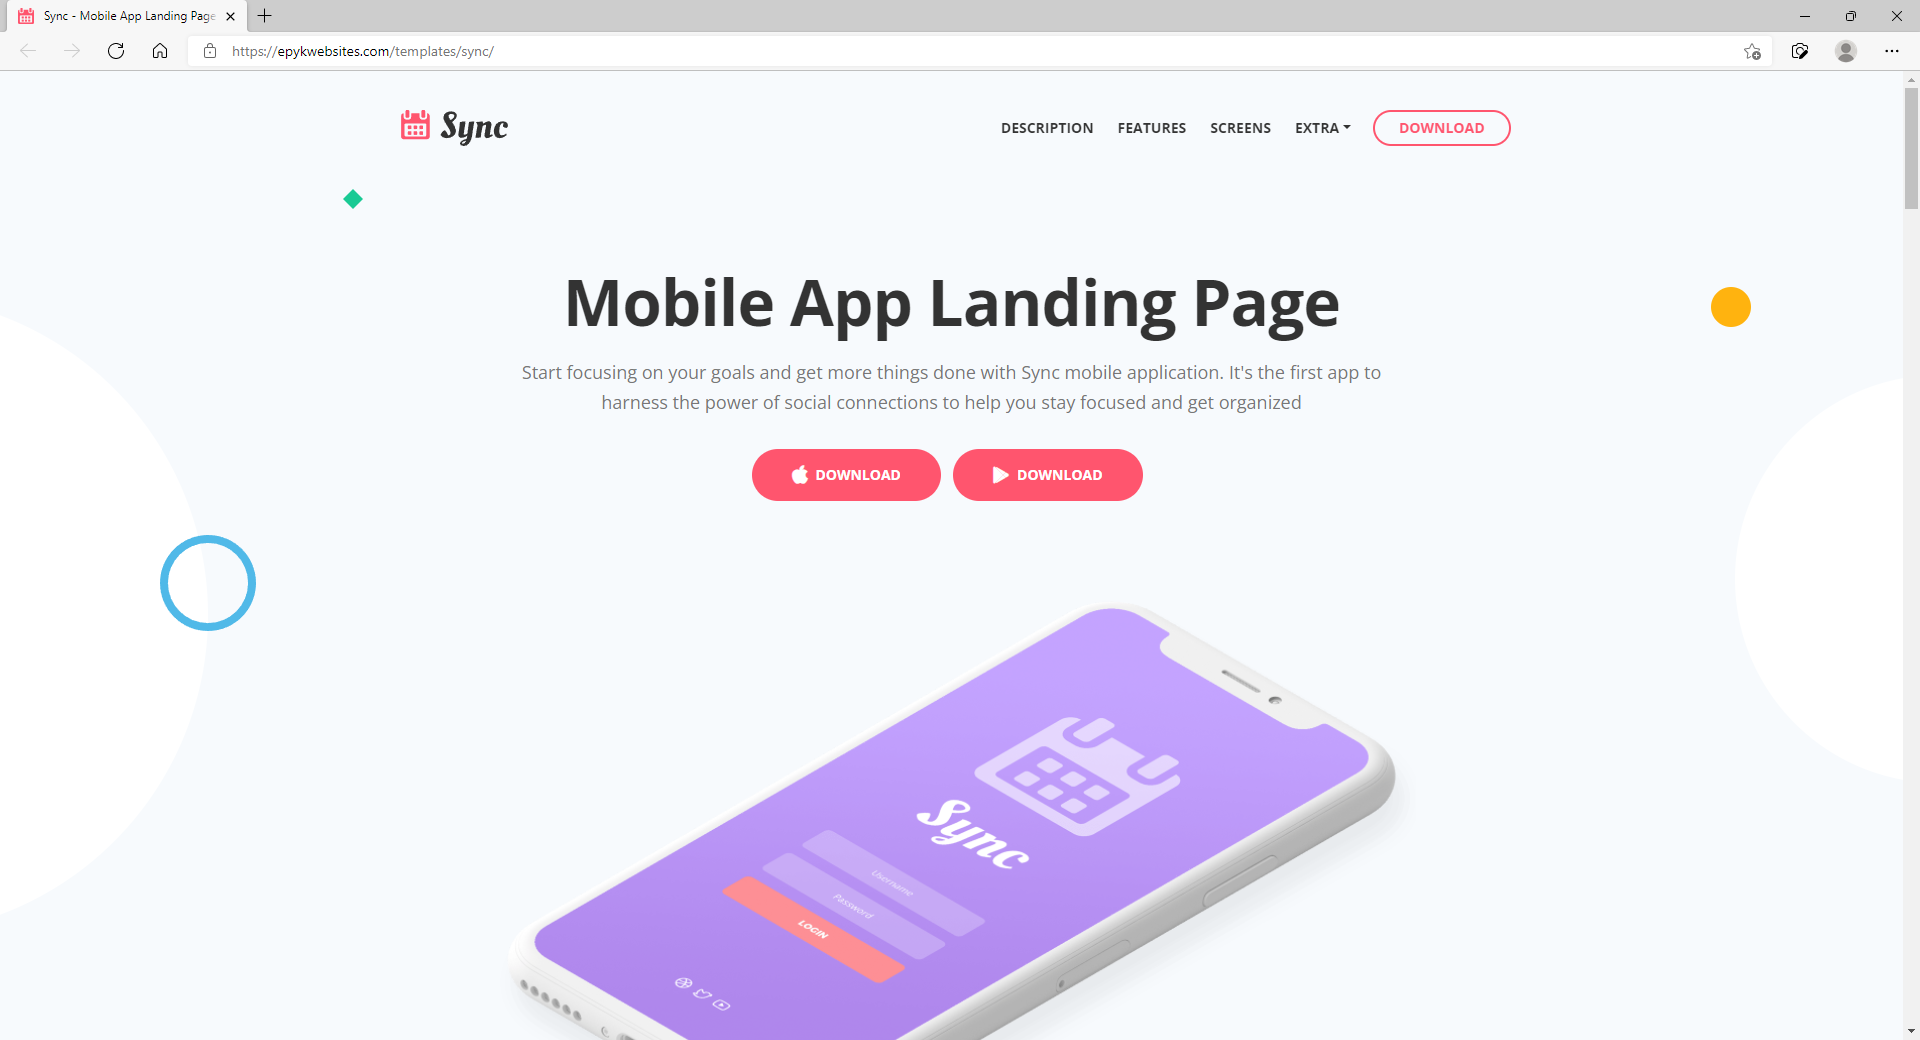 Sync - Mobile App Landing Page
https://epykwebsites.com/templates/sync/
Sync
DESCRIPTION
FEATURES
SCREENS
EXTRA
DOWNLOAD
Mobile App Landing Page
Start focusing on your goals and get more things done with Sync mobile application. It's the first app to
harness the power of social connections to help you stay focused and get organized
DOWNLOAD
DOWNLOAD
Sync
Username
Password
LOGIN